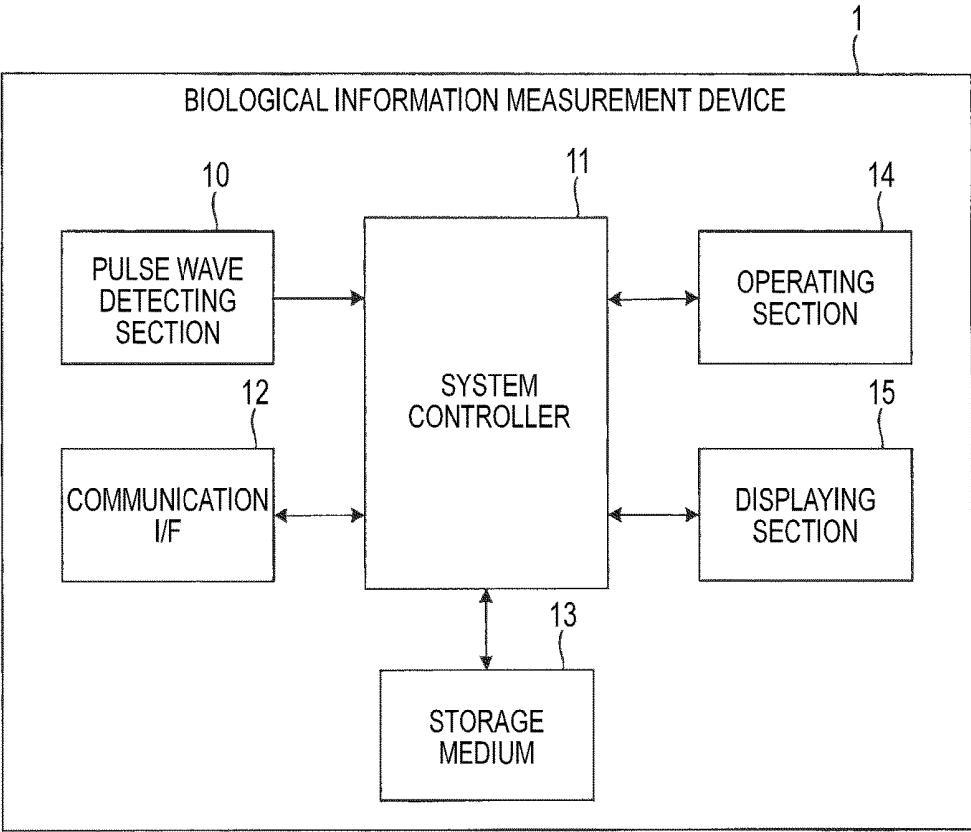 1
BIOLOGICAL INFORMATION MEASUREMENT DEVICE
10
PULSE WAVE
DETECTING
SECTION
11
SYSTEM
CONTROLLER
14
OPERATING
SECTION
12
COMMUNICATION
I/F
15
DISPLAYING
SECTION
13
STORAGE
MEDIUM